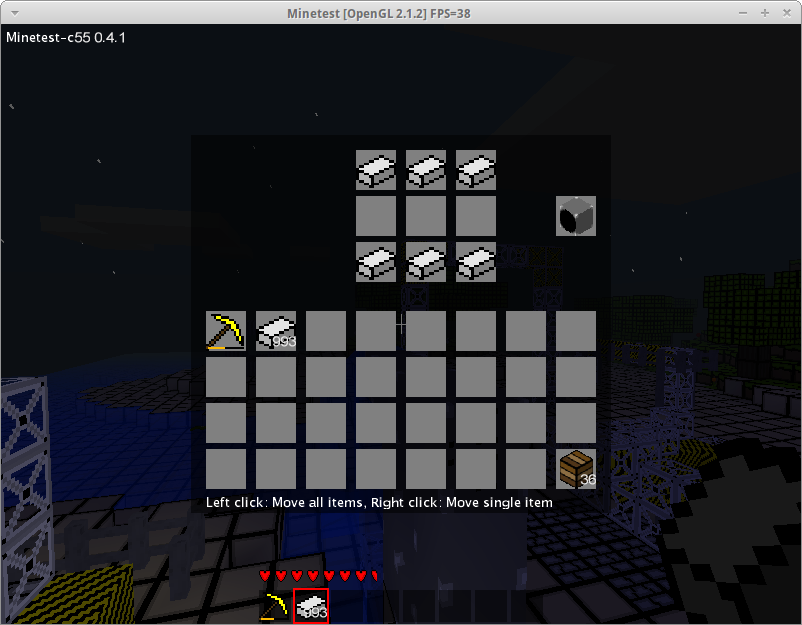 Minetest [OpenGL 2.1.2] FPS=38
Minetest-c55 0.4.1
993
36
Left click: Move all items, Right click: Move single item
993